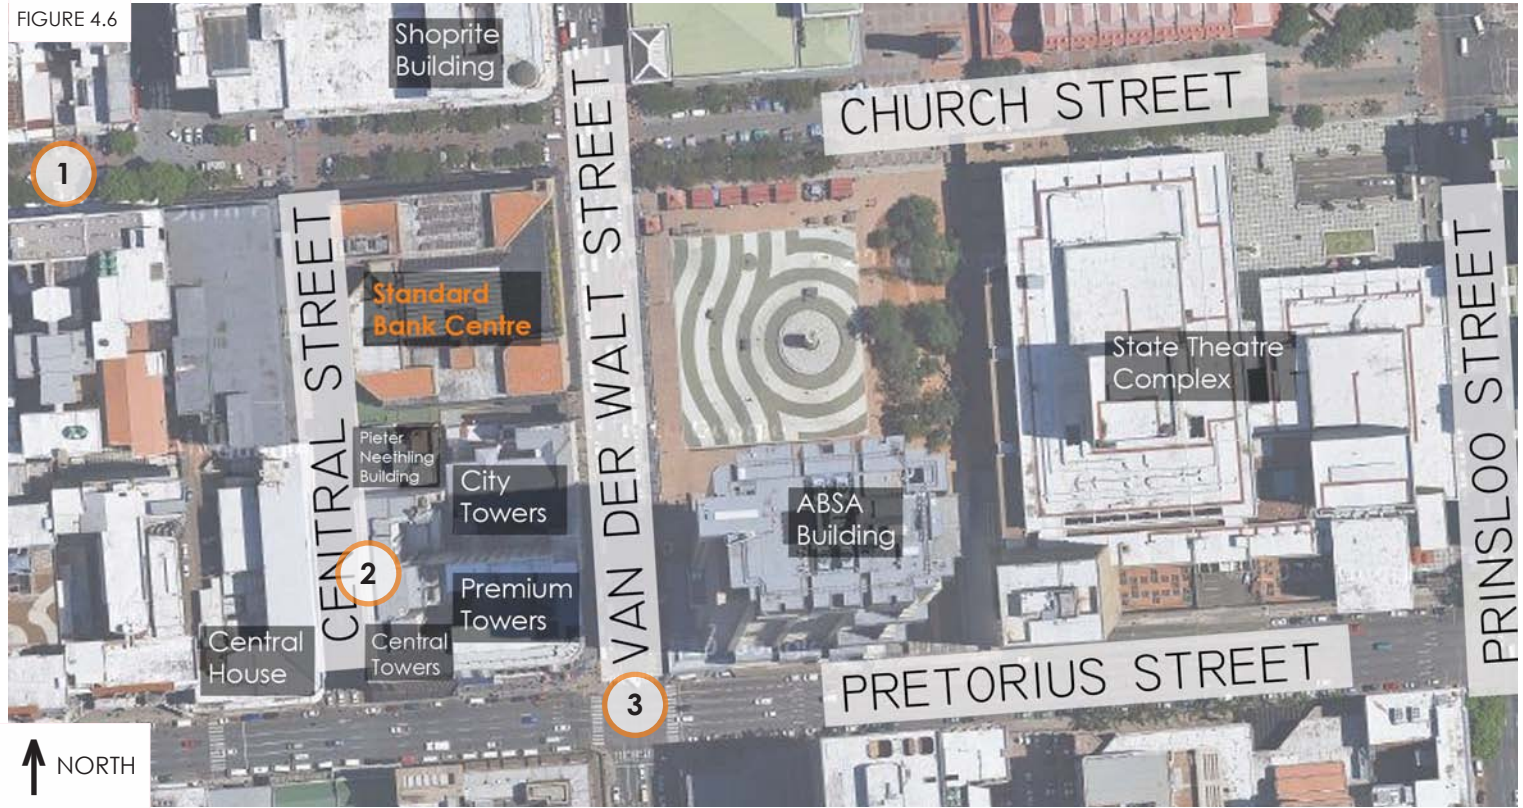 FIGURE 4.6
Shoprite
Building
CHURCH STREET
1
CENTRAL STREET
Standard
Bank Centre
VAN DER WALT STREET
State Theatre
Complex
PRINSLOO STREET
Pieter
Neethling
Building
City
Towers
ABSA
Building
2
Premium
Towers
Central
House
Central
Towers
PRETORIUS STREET
3
NORTH